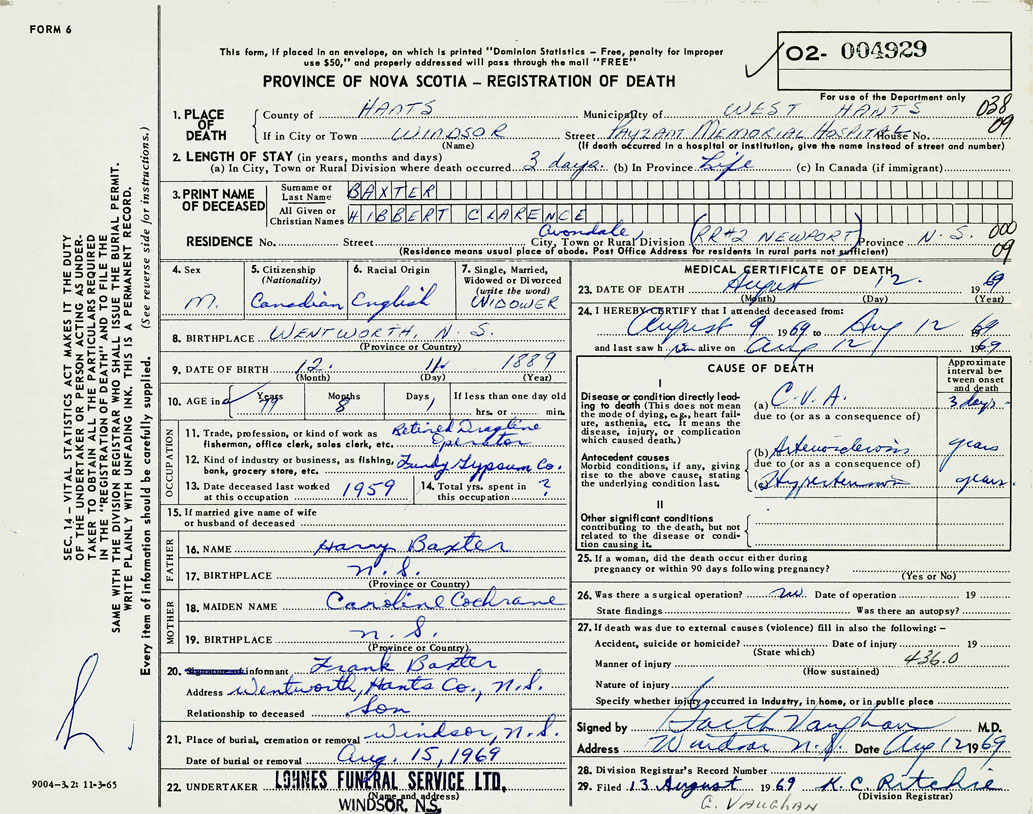 FORM 6
This form, if placed in an envelope, on which is printed "Dominion Statistics – Free, penalty for improper
use $50," and properly addressed will pass through the mail "FREE"
PROVINCE OF NOVA SCOTIA – REGISTRATION OF DEATH
O2- 004929
For use of the Department only
038
09
1. PLACE OF DEATH
County of HANTS Municipality of WEST HANTS
If in City or Town WINDSOR Street PAYZANT MEMORIAL HOSPITAL House No.
(Name) (If death occurred in a hospital or institution, give the name instead of street and number)
2. LENGTH OF STAY (in years, months and days)
(a) In City, Town or Rural Division where death occurred 3 days. (b) In Province Life (c) In Canada (if immigrant)
3. PRINT NAME OF DECEASED
Surname or Last Name BAXTER
All Given or Christian Names HIBBERT CLARENCE
RESIDENCE No. Street Avondale, City, Town or Rural Division (RR#2 NEWPORT) Province N.S.
000
09
(Residence means usual place of abode. Post Office Address for residents in rural parts not sufficient)
4. Sex M.
5. Citizenship (Nationality) Canadian
6. Racial Origin English
7. Single, Married, Widowed or Divorced (write the word) WIDOWER
8. BIRTHPLACE WENTWORTH, N.S.
(Province or Country)
9. DATE OF BIRTH 12. 11 1889
(Month) (Day) (Year)
10. AGE in Years 79 Months 8 Days 1 If less than one day old
hrs. or min.
OCCUPATION
11. Trade, profession, or kind of work as fisherman, office clerk, sales clerk, etc. Retired Dragline Operator
12. Kind of industry or business, as fishing, bank, grocery store, etc. Fundy Gypsum Co.
13. Date deceased last worked at this occupation 1959
14. Total yrs. spent in this occupation ?
15. If married give name of wife
or husband of deceased
FATHER
16. NAME Harry Baxter
17. BIRTHPLACE N.S.
(Province or Country)
MOTHER
18. MAIDEN NAME Caroline Cochrane
19. BIRTHPLACE N.S.
(Province or Country)
20. Signature of informant Frank Baxter
Address Wentworth, Hants Co., N.S.
Relationship to deceased Son
21. Place of burial, cremation or removal Windsor, N.S.
Date of burial or removal Aug. 15, 1969
22. UNDERTAKER LOHNES FUNERAL SERVICE LTD,
(Name and address)
WINDSOR, N.S.
MEDICAL CERTIFICATE OF DEATH
23. DATE OF DEATH August 12. 1969
(Month) (Day) (Year)
24. I HEREBY CERTIFY that I attended deceased from:
August 9 1969 to Aug 12 1969
and last saw him alive on Aug 12 1969
CAUSE OF DEATH
Approximate interval between onset and death
I
Disease or condition directly leading to death (This does not mean the mode of dying, e.g., heart failure, asthenia, etc. It means the disease, injury, or complication which caused death.)
(a) C.V.A. 3 days
due to (or as a consequence of)
Antecedent causes
Morbid conditions, if any, giving rise to the above cause, stating the underlying condition last.
(b) Arteriosclerosis years
due to (or as a consequence of)
(c) Hypertension years.
II
Other significant conditions
contributing to the death, but not related to the disease or condition causing it.
25. If a woman, did the death occur either during
pregnancy or within 90 days following pregnancy?
(Yes or No)
26. Was there a surgical operation? no. Date of operation 19
State findings Was there an autopsy?
27. If death was due to external causes (violence) fill in also the following: –
Accident, suicide or homicide? Date of injury 19
(State which)
436.0
Manner of injury
(How sustained)
Nature of injury
Specify whether injury occurred in Industry, in home, or in public place
Signed by Garth Vaughan M.D.
Address Windsor N.S. Date Aug 12 1969
28. Division Registrar's Record Number
29. Filed 13 August 1969 K.C. Ritchie
(Division Registrar)
G. VAUGHAN
SEC. 14 – VITAL STATISTICS ACT MAKES IT THE DUTY
OF THE UNDERTAKER OR PERSON ACTING AS UNDER-
TAKER TO OBTAIN ALL THE PARTICULARS REQUIRED
IN THE "REGISTRATION OF DEATH" AND TO FILE THE
SAME WITH THE DIVISION REGISTRAR WHO SHALL ISSUE THE BURIAL PERMIT.
WRITE PLAINLY WITH UNFADING INK. THIS IS A PERMANENT RECORD.
Every item of information should be carefully supplied. (See reverse side for instructions.)
9004-3.2: 11-3-65